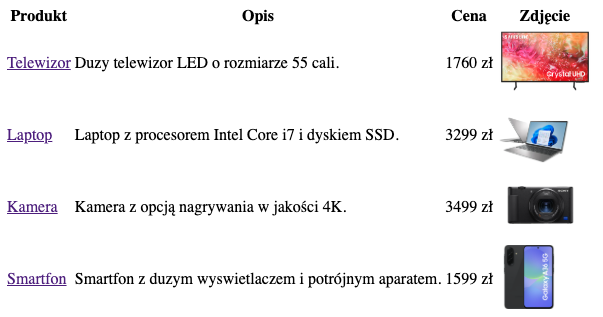 Produkt Opis Cena Zdjęcie
Telewizor Duzy telewizor LED o rozmiarze 55 cali. 1760 zł
SAMSUNG
Crystal UHD
Laptop Laptop z procesorem Intel Core i7 i dyskiem SSD. 3299 zł
Kamera Kamera z opcją nagrywania w jakości 4K. 3499 zł
SONY
Smartfon Smartfon z duzym wyswietlaczem i potrójnym aparatem. 1599 zł
Galaxy A36 5G